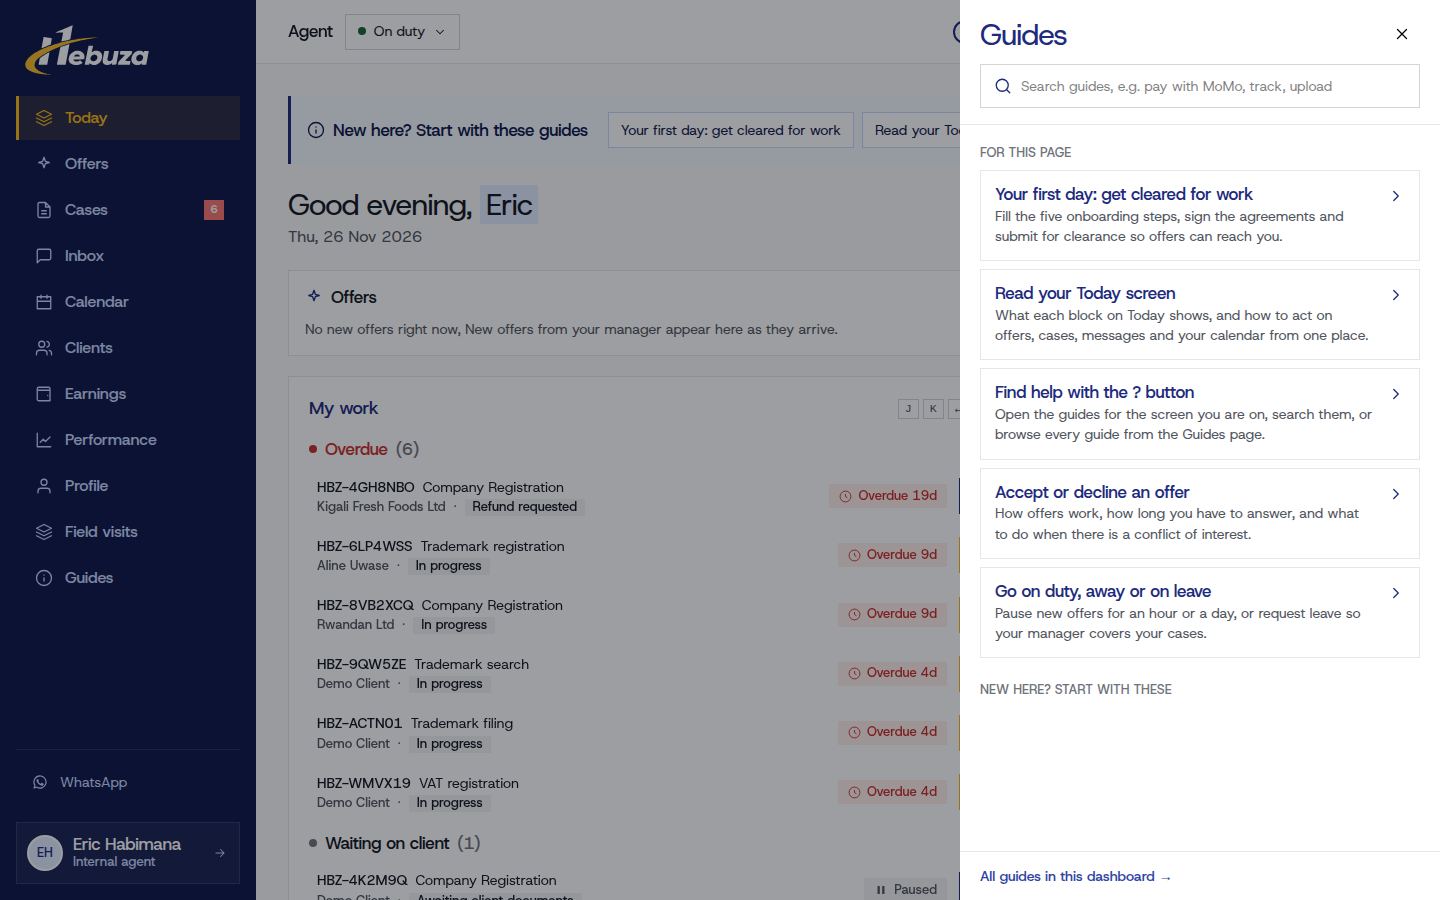 Hebuza
Today
Offers
Cases 6
Inbox
Calendar
Clients
Earnings
Performance
Profile
Field visits
Guides
WhatsApp
EH
Eric Habimana
Internal agent
Agent
On duty
New here? Start with these guides
Your first day: get cleared for work
Read your
Good evening, Eric
Thu, 26 Nov 2026
Offers
No new offers right now, New offers from your manager appear here as they arrive.
My work
J K
Overdue (6)
HBZ-4GH8NBO Company Registration
Kigali Fresh Foods Ltd · Refund requested
Overdue 19d
HBZ-6LP4WSS Trademark registration
Aline Uwase · In progress
Overdue 9d
HBZ-8VB2XCQ Company Registration
Rwandan Ltd · In progress
Overdue 9d
HBZ-9QW5ZE Trademark search
Demo Client · In progress
Overdue 4d
HBZ-ACTN01 Trademark filing
Demo Client · In progress
Overdue 4d
HBZ-WMVX19 VAT registration
Demo Client · In progress
Overdue 4d
Waiting on client (1)
HBZ-4K2M9Q Company Registration
Demo Client · Awaiting client documents
Paused
Guides
Search guides, e.g. pay with MoMo, track, upload
FOR THIS PAGE
Your first day: get cleared for work
Fill the five onboarding steps, sign the agreements and
submit for clearance so offers can reach you.
Read your Today screen
What each block on Today shows, and how to act on
offers, cases, messages and your calendar from one place.
Find help with the ? button
Open the guides for the screen you are on, search them, or
browse every guide from the Guides page.
Accept or decline an offer
How offers work, how long you have to answer, and what
to do when there is a conflict of interest.
Go on duty, away or on leave
Pause new offers for an hour or a day, or request leave so
your manager covers your cases.
NEW HERE? START WITH THESE
All guides in this dashboard →